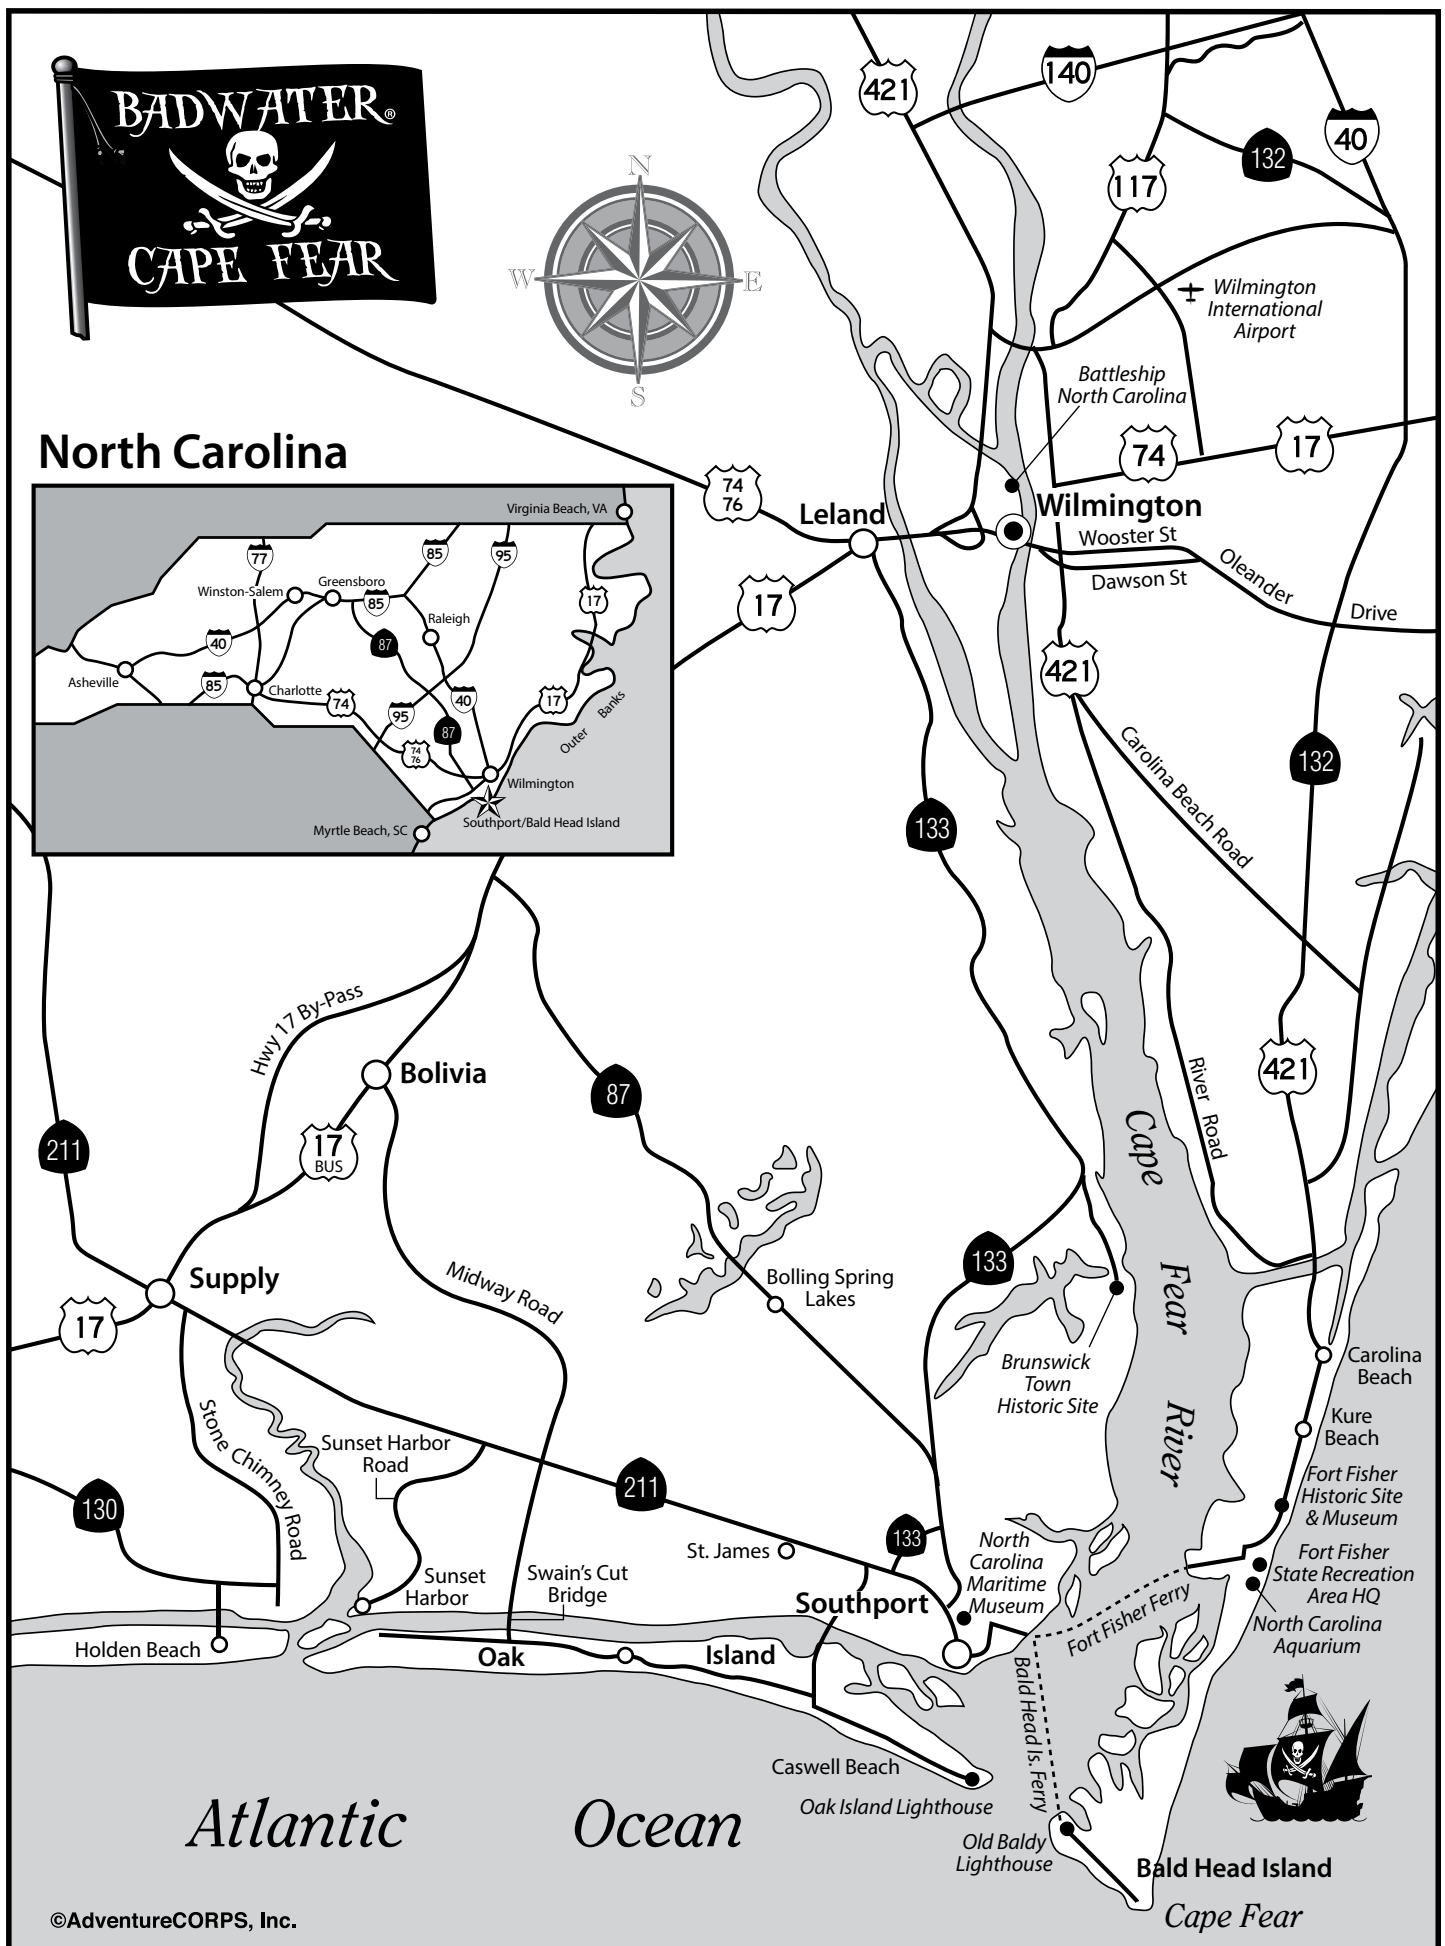 BADWATER®
CAPE FEAR
N
W
E
S
421
140
40
132
117
Wilmington
International
Airport
Battleship
North Carolina
74
17
North Carolina
74
76
Leland
Wilmington
Wooster St
Dawson St
Oleander
Drive
17
421
Virginia Beach, VA
77
85
95
Winston-Salem
Greensboro
85
17
Raleigh
87
40
Asheville
85
Charlotte
74
95
40
17
Outer Banks
87
74
76
Wilmington
Southport/Bald Head Island
Myrtle Beach, SC
Carolina Beach Road
132
133
Hwy 17 By-Pass
Bolivia
87
421
River Road
211
17
BUS
Cape
Fear
River
133
Supply
Midway Road
Bolling Spring
Lakes
17
Brunswick
Town
Historic Site
Carolina
Beach
Kure
Beach
Stone Chimney Road
Sunset Harbor
Road
211
130
Fort Fisher
Historic Site
& Museum
133
St. James
North
Carolina
Maritime
Museum
Fort Fisher
State Recreation
Area HQ
Sunset
Harbor
Swain's Cut
Bridge
Southport
Fort Fisher Ferry
North Carolina
Aquarium
Holden Beach
Oak
Island
Bald Head Is. Ferry
Caswell Beach
Oak Island Lighthouse
Old Baldy
Lighthouse
Atlantic
Ocean
Bald Head Island
Cape Fear
©AdventureCORPS, Inc.